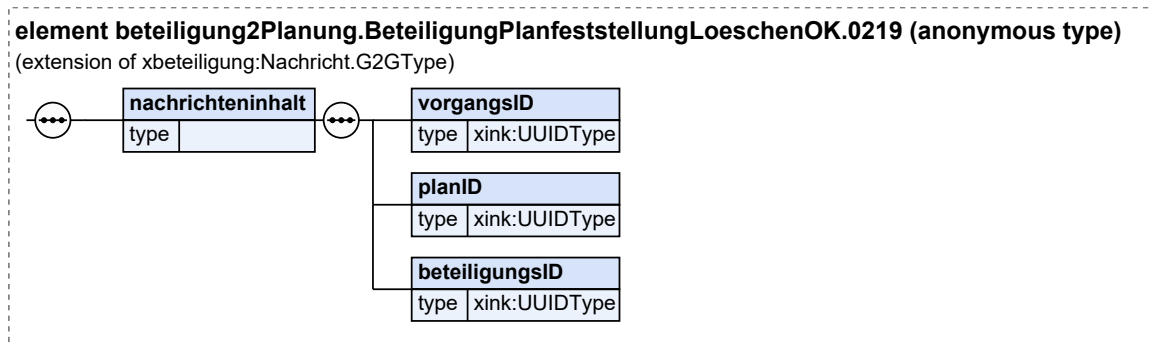 element beteiligung2Planung.BeteiligungPlanfeststellungLoeschenOK.0219 (anonymous type)
(extension of xbeteiligung:Nachricht.G2GType)
nachrichteninhalt
type
vorgangsID
type xink:UUIDType
planID
type xink:UUIDType
beteiligungsID
type xink:UUIDType